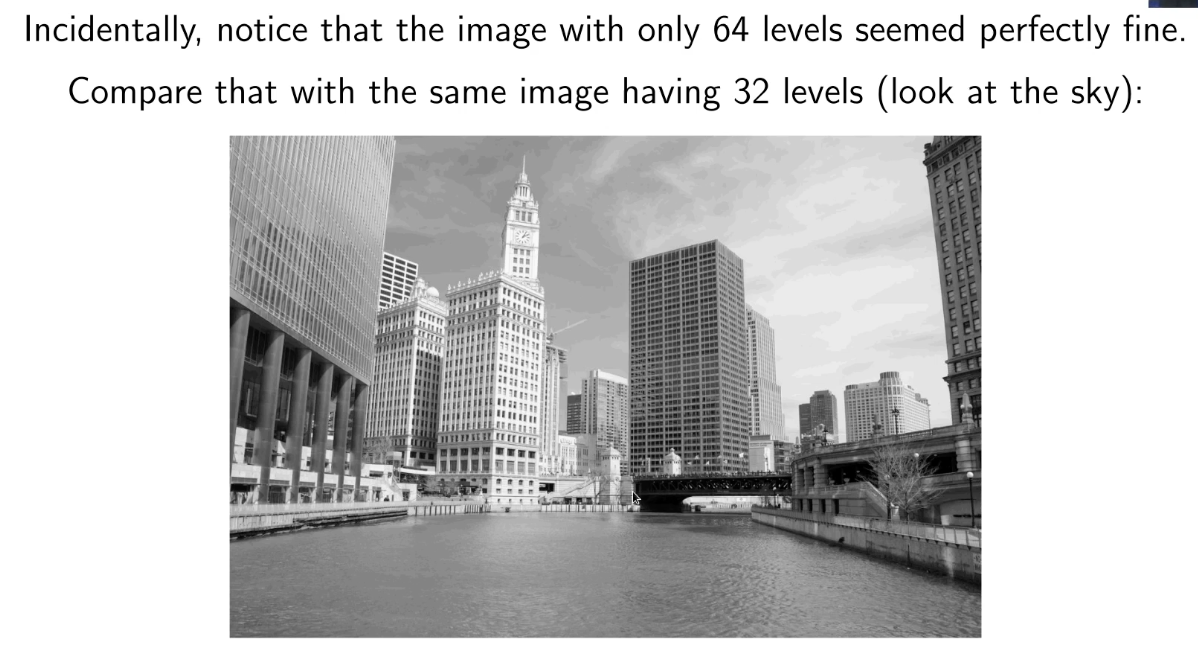 Incidentally, notice that the image with only 64 levels seemed perfectly fine.
Compare that with the same image having 32 levels (look at the sky):